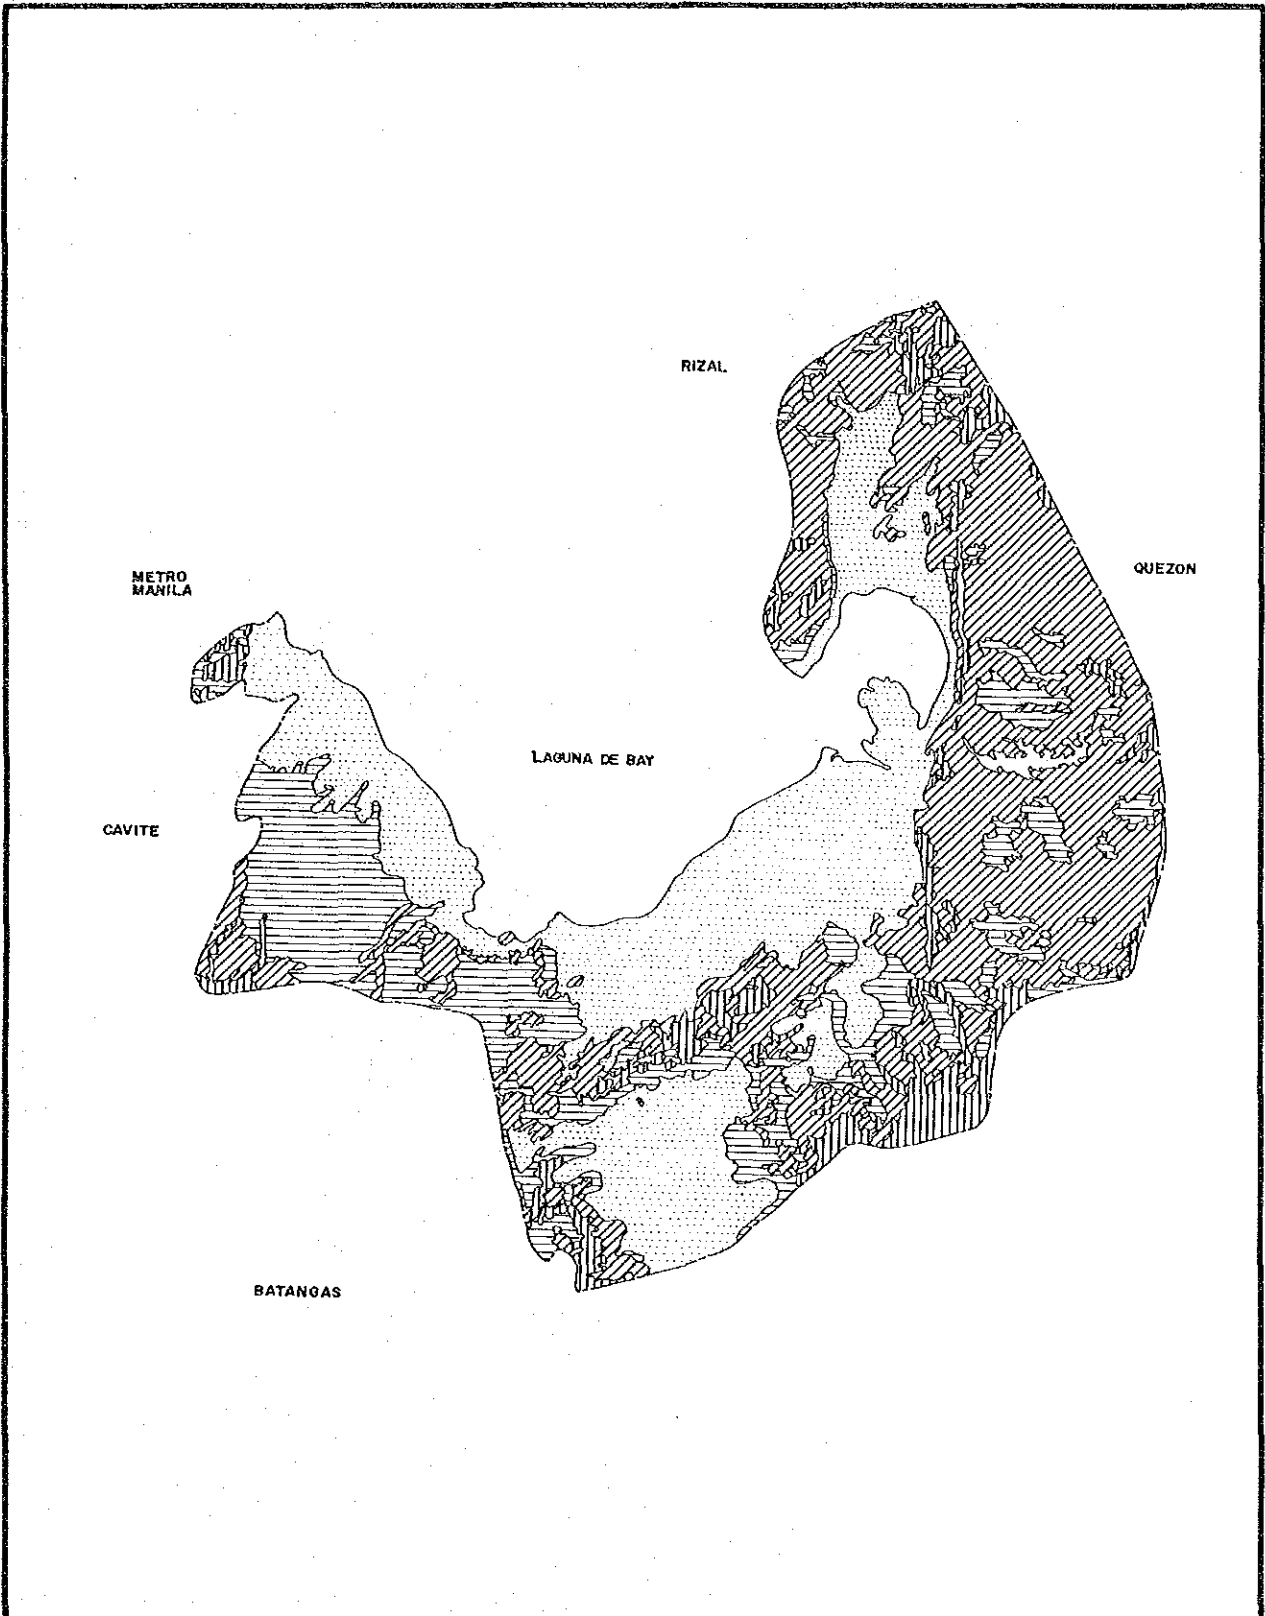 RIZAL
QUEZON
METRO
MANILA
LAGUNA DE BAY
CAVITE
BATANGAS